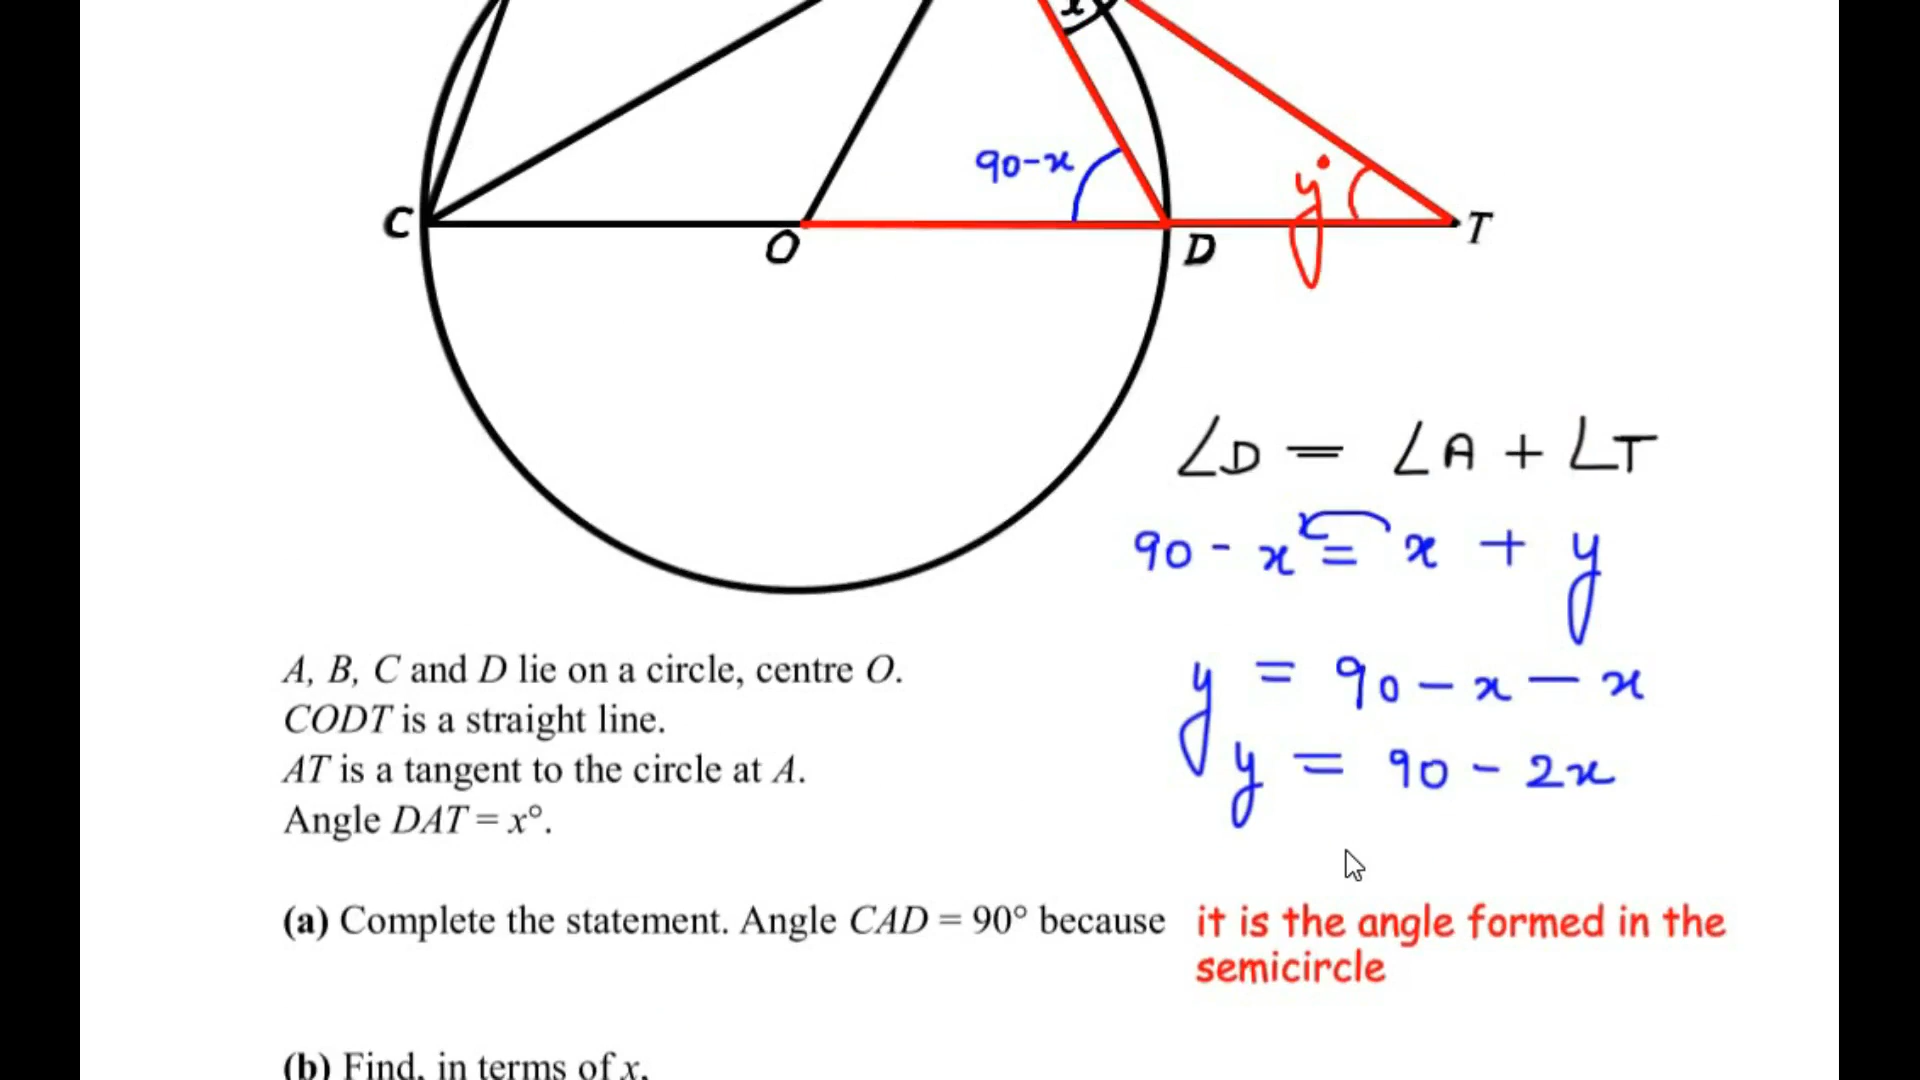 x
90-x
y°
C
O
D
T
∠D = ∠A + ∠T
90 - x = x + y
y = 90 - x - x
y = 90 - 2x
A, B, C and D lie on a circle, centre O.
CODT is a straight line.
AT is a tangent to the circle at A.
Angle DAT = x°.
(a) Complete the statement. Angle CAD = 90° because it is the angle formed in the
semicircle
(b) Find, in terms of x,